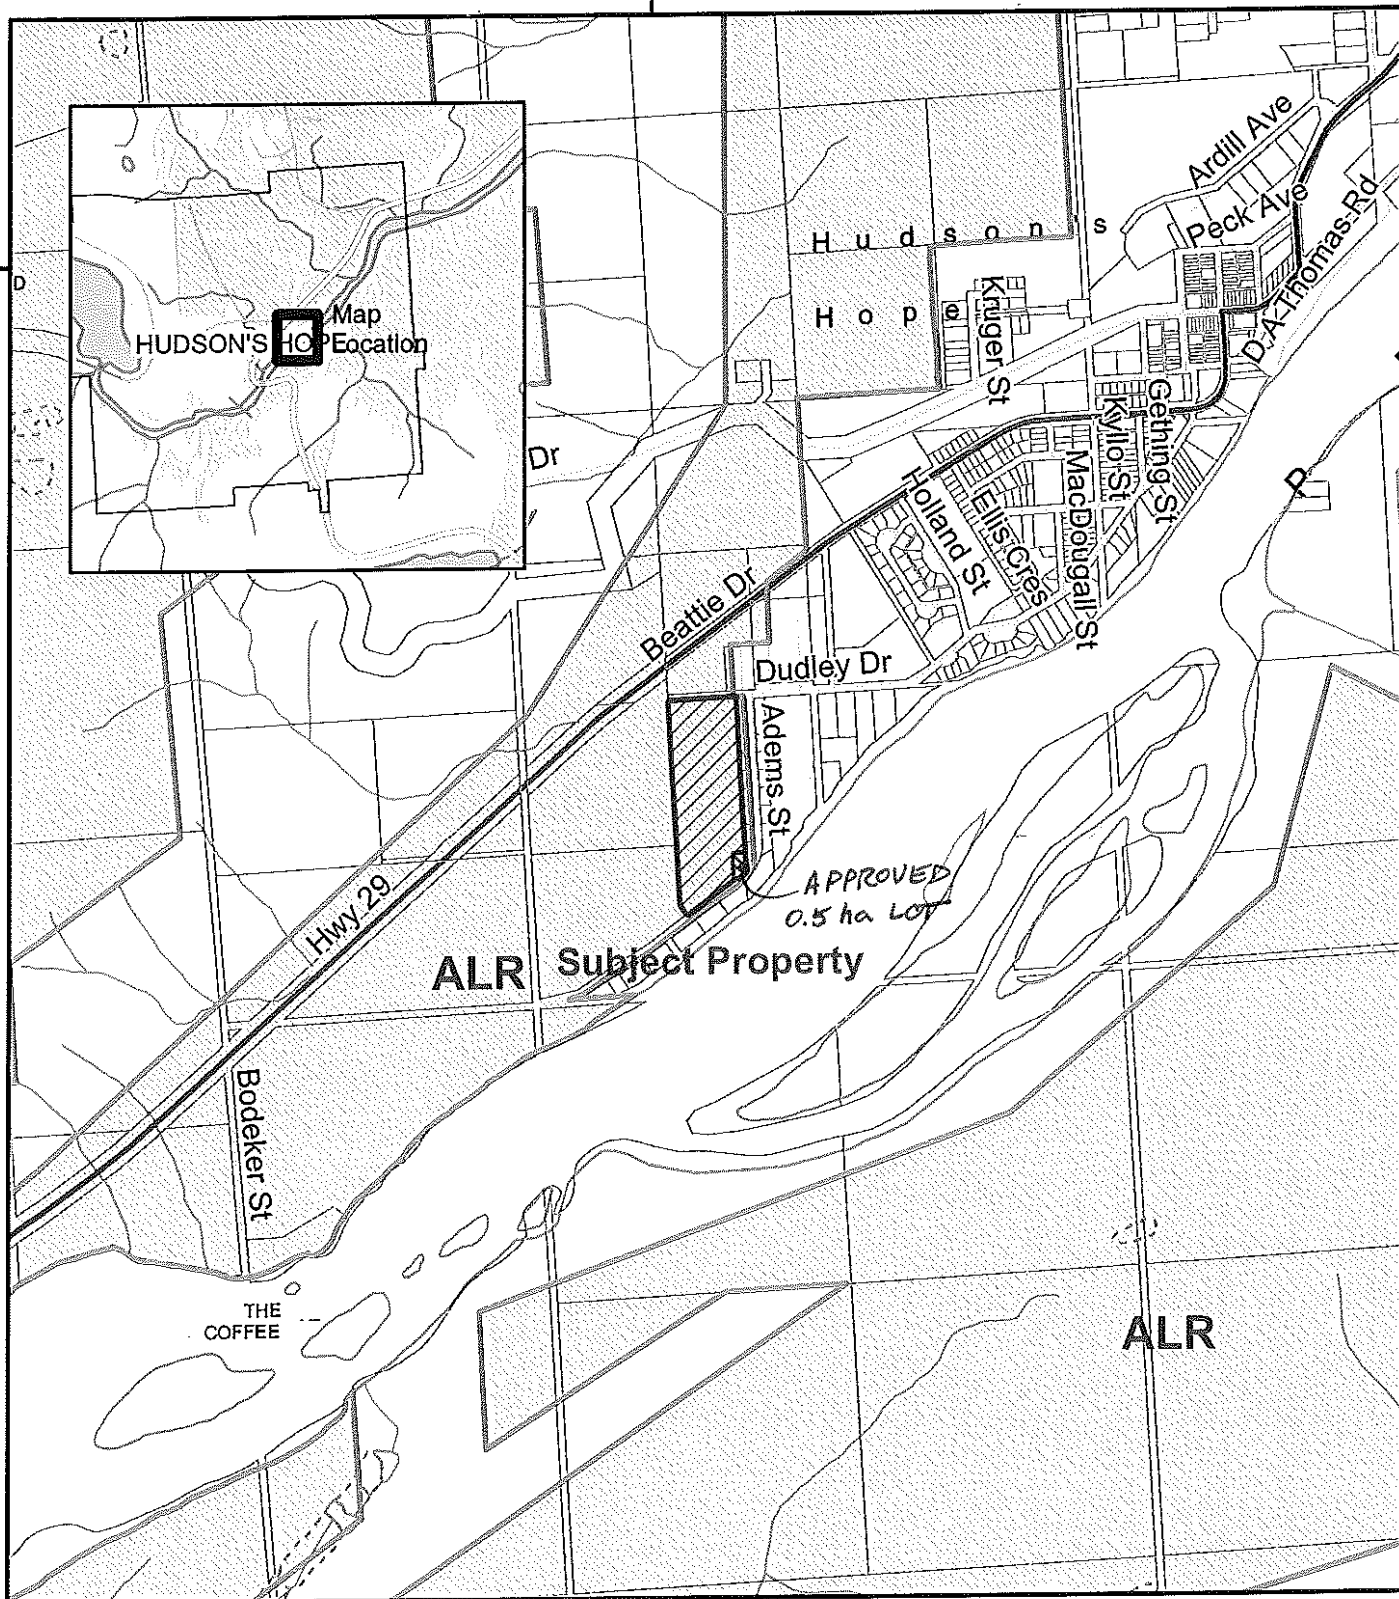 Ardill Ave
Peck Ave
D A Thomas Rd
Hudson's
Hope
Kruger St
D
Map
HUDSON'S HOPE Location
Dr
Gething St
Kyllo St
MacDougall St
Holland St
Ellis Cres
P
Beattie Dr
Dudley Dr
Adems St
APPROVED
0.5 ha LOT
Hwy 29
ALR
Subject Property
Bodeker St
THE
COFFEE
ALR